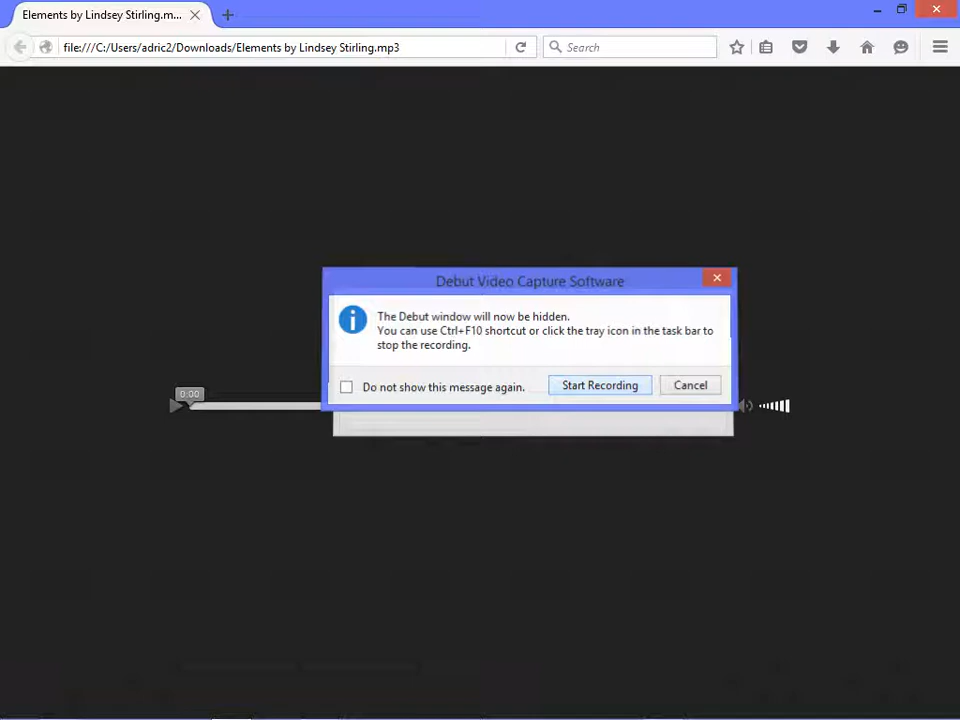 Elements by Lindsey Stirling.m...
file:///C:/Users/adric2/Downloads/Elements by Lindsey Stirling.mp3
Search
Debut Video Capture Software
The Debut window will now be hidden.
You can use Ctrl+F10 shortcut or click the tray icon in the task bar to
stop the recording.
Do not show this message again.
Start Recording
Cancel
0:00